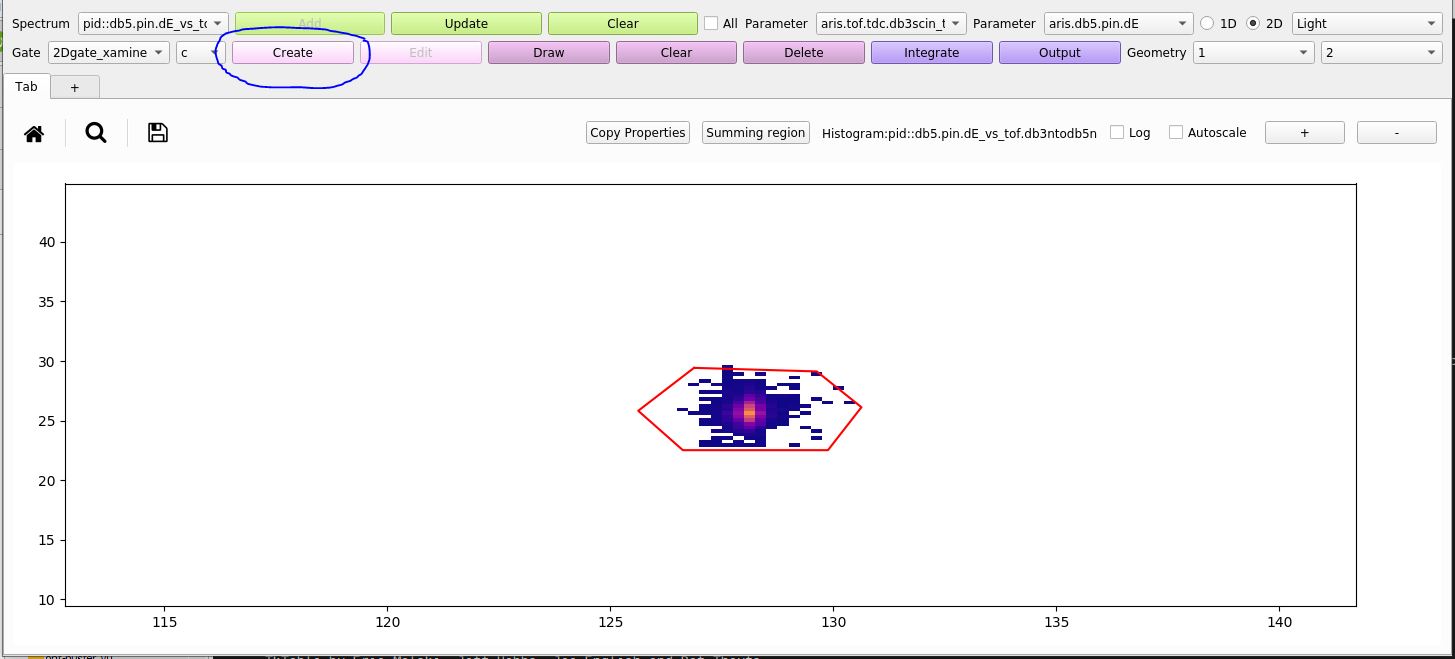 Spectrum pid::db5.pin.dE_vs_to Add Update Clear All Parameter aris.tof.tdc.db3scin_t Parameter aris.db5.pin.dE 1D 2D Light
Gate 2Dgate_xamine c Create Edit Draw Clear Delete Integrate Output Geometry 1 2
Tab +
Copy Properties Summing region Histogram:pid::db5.pin.dE_vs_tof.db3ntodb5n Log Autoscale + -
40
35
30
25
20
15
10
115 120 125 130 135 140